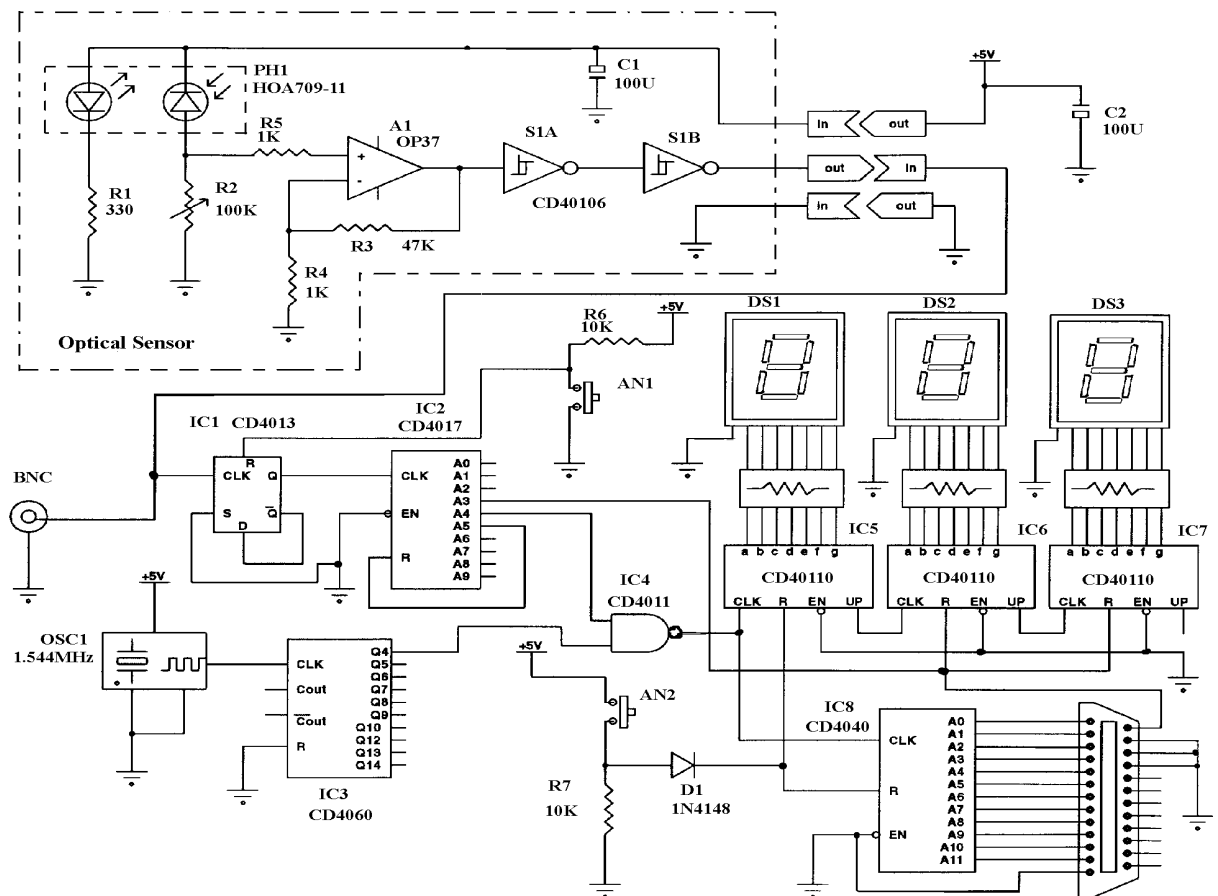 +5V
PH1
HOA709-11
C1
100U
C2
100U
R5
1K
A1
OP37
+
-
S1A
S1B
CD40106
In
out
out
In
In
out
R1
330
R2
100K
R3 47K
R4
1K
Optical Sensor
R6
10K
+5V
AN1
DS1
DS2
DS3
IC1 CD4013
IC2
CD4017
R
CLK
Q
S
D
Q
CLK
EN
R
A0
A1
A2
A3
A4
A5
A6
A7
A8
A9
BNC
+5V
OSC1
1.544MHz
CLK
Cout
Cout
R
Q4
Q5
Q6
Q7
Q8
Q9
Q10
Q12
Q13
Q14
IC3
CD4060
IC4
CD4011
IC5
a b c d e f g
CD40110
CLK R EN UP
IC6
a b c d e f g
CD40110
CLK R EN UP
IC7
a b c d e f g
CD40110
CLK R EN UP
+5V
AN2
R7
10K
D1
1N4148
IC8
CD4040
CLK
R
EN
A0
A1
A2
A3
A4
A5
A6
A7
A8
A9
A10
A11